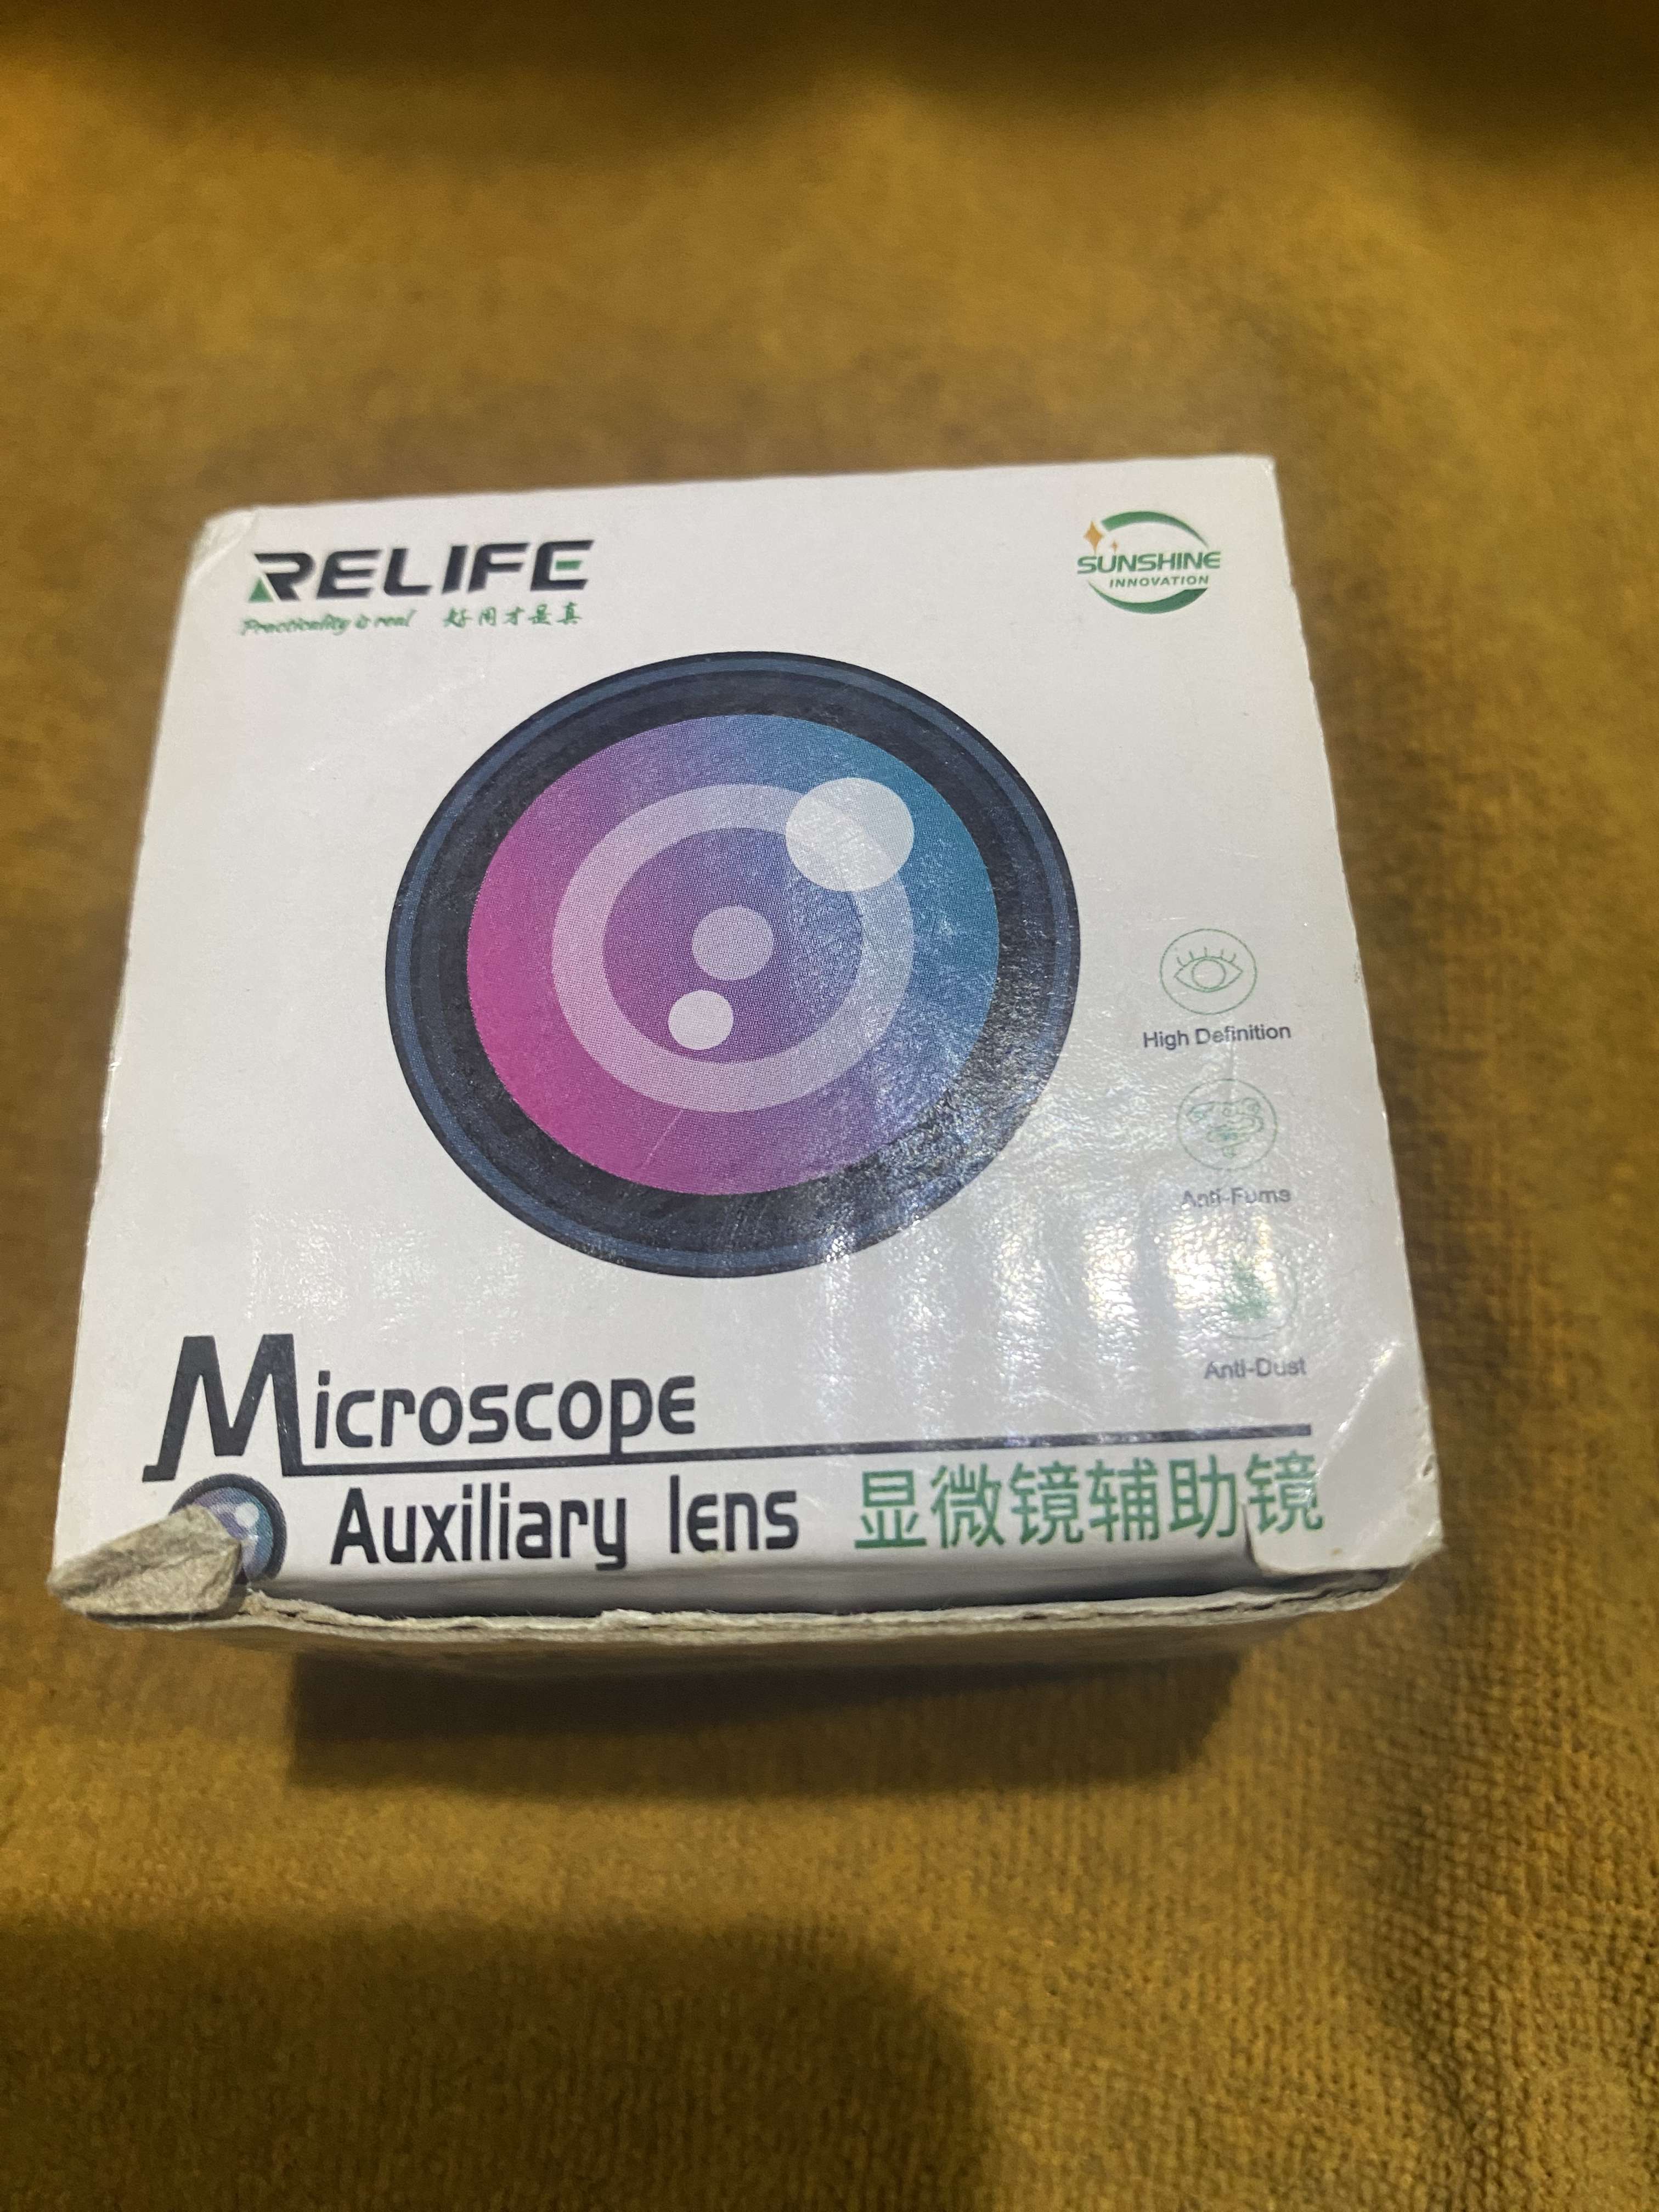 RELIFE
Practicality is real 好用才是真
SUNSHINE
INNOVATION
High Definition
Anti-Fume
Anti-Dust
Microscope
Auxiliary lens 显微镜辅助镜